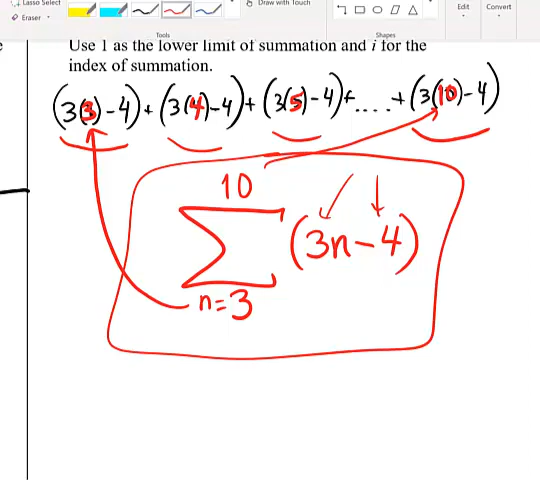 Lasso Select
Eraser
Draw with Touch
Edit
Convert
Tools
Shapes
Use 1 as the lower limit of summation and i for the
index of summation.
(3(3)-4)+(3(4)-4)+(3(5)-4)+....+(3(10)-4)
10
∑ (3n-4)
n=3